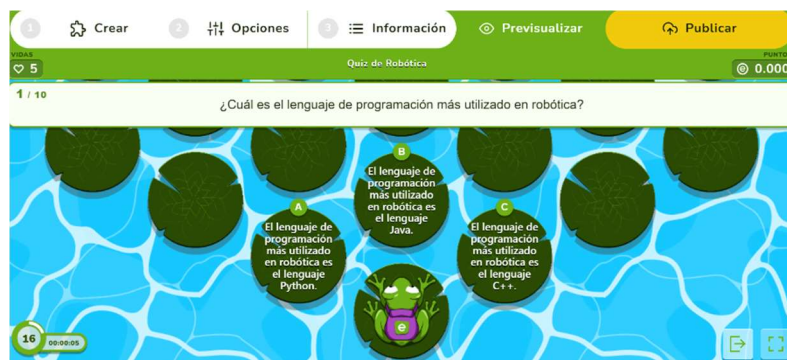 1 Crear 2 Opciones 3 Información Previsualizar Publicar
VIDAS
5
Quiz de Robótica
PUNTO
0.000
1 / 10
¿Cuál es el lenguaje de programación más utilizado en robótica?
B
El lenguaje de
programación
más utilizado
en robótica es
el lenguaje
Java.
A
El lenguaje de
programación
más utilizado
en robótica es
el lenguaje
Python.
C
El lenguaje de
programación
más utilizado
en robótica es
el lenguaje
C++.
e
16 00:00:05